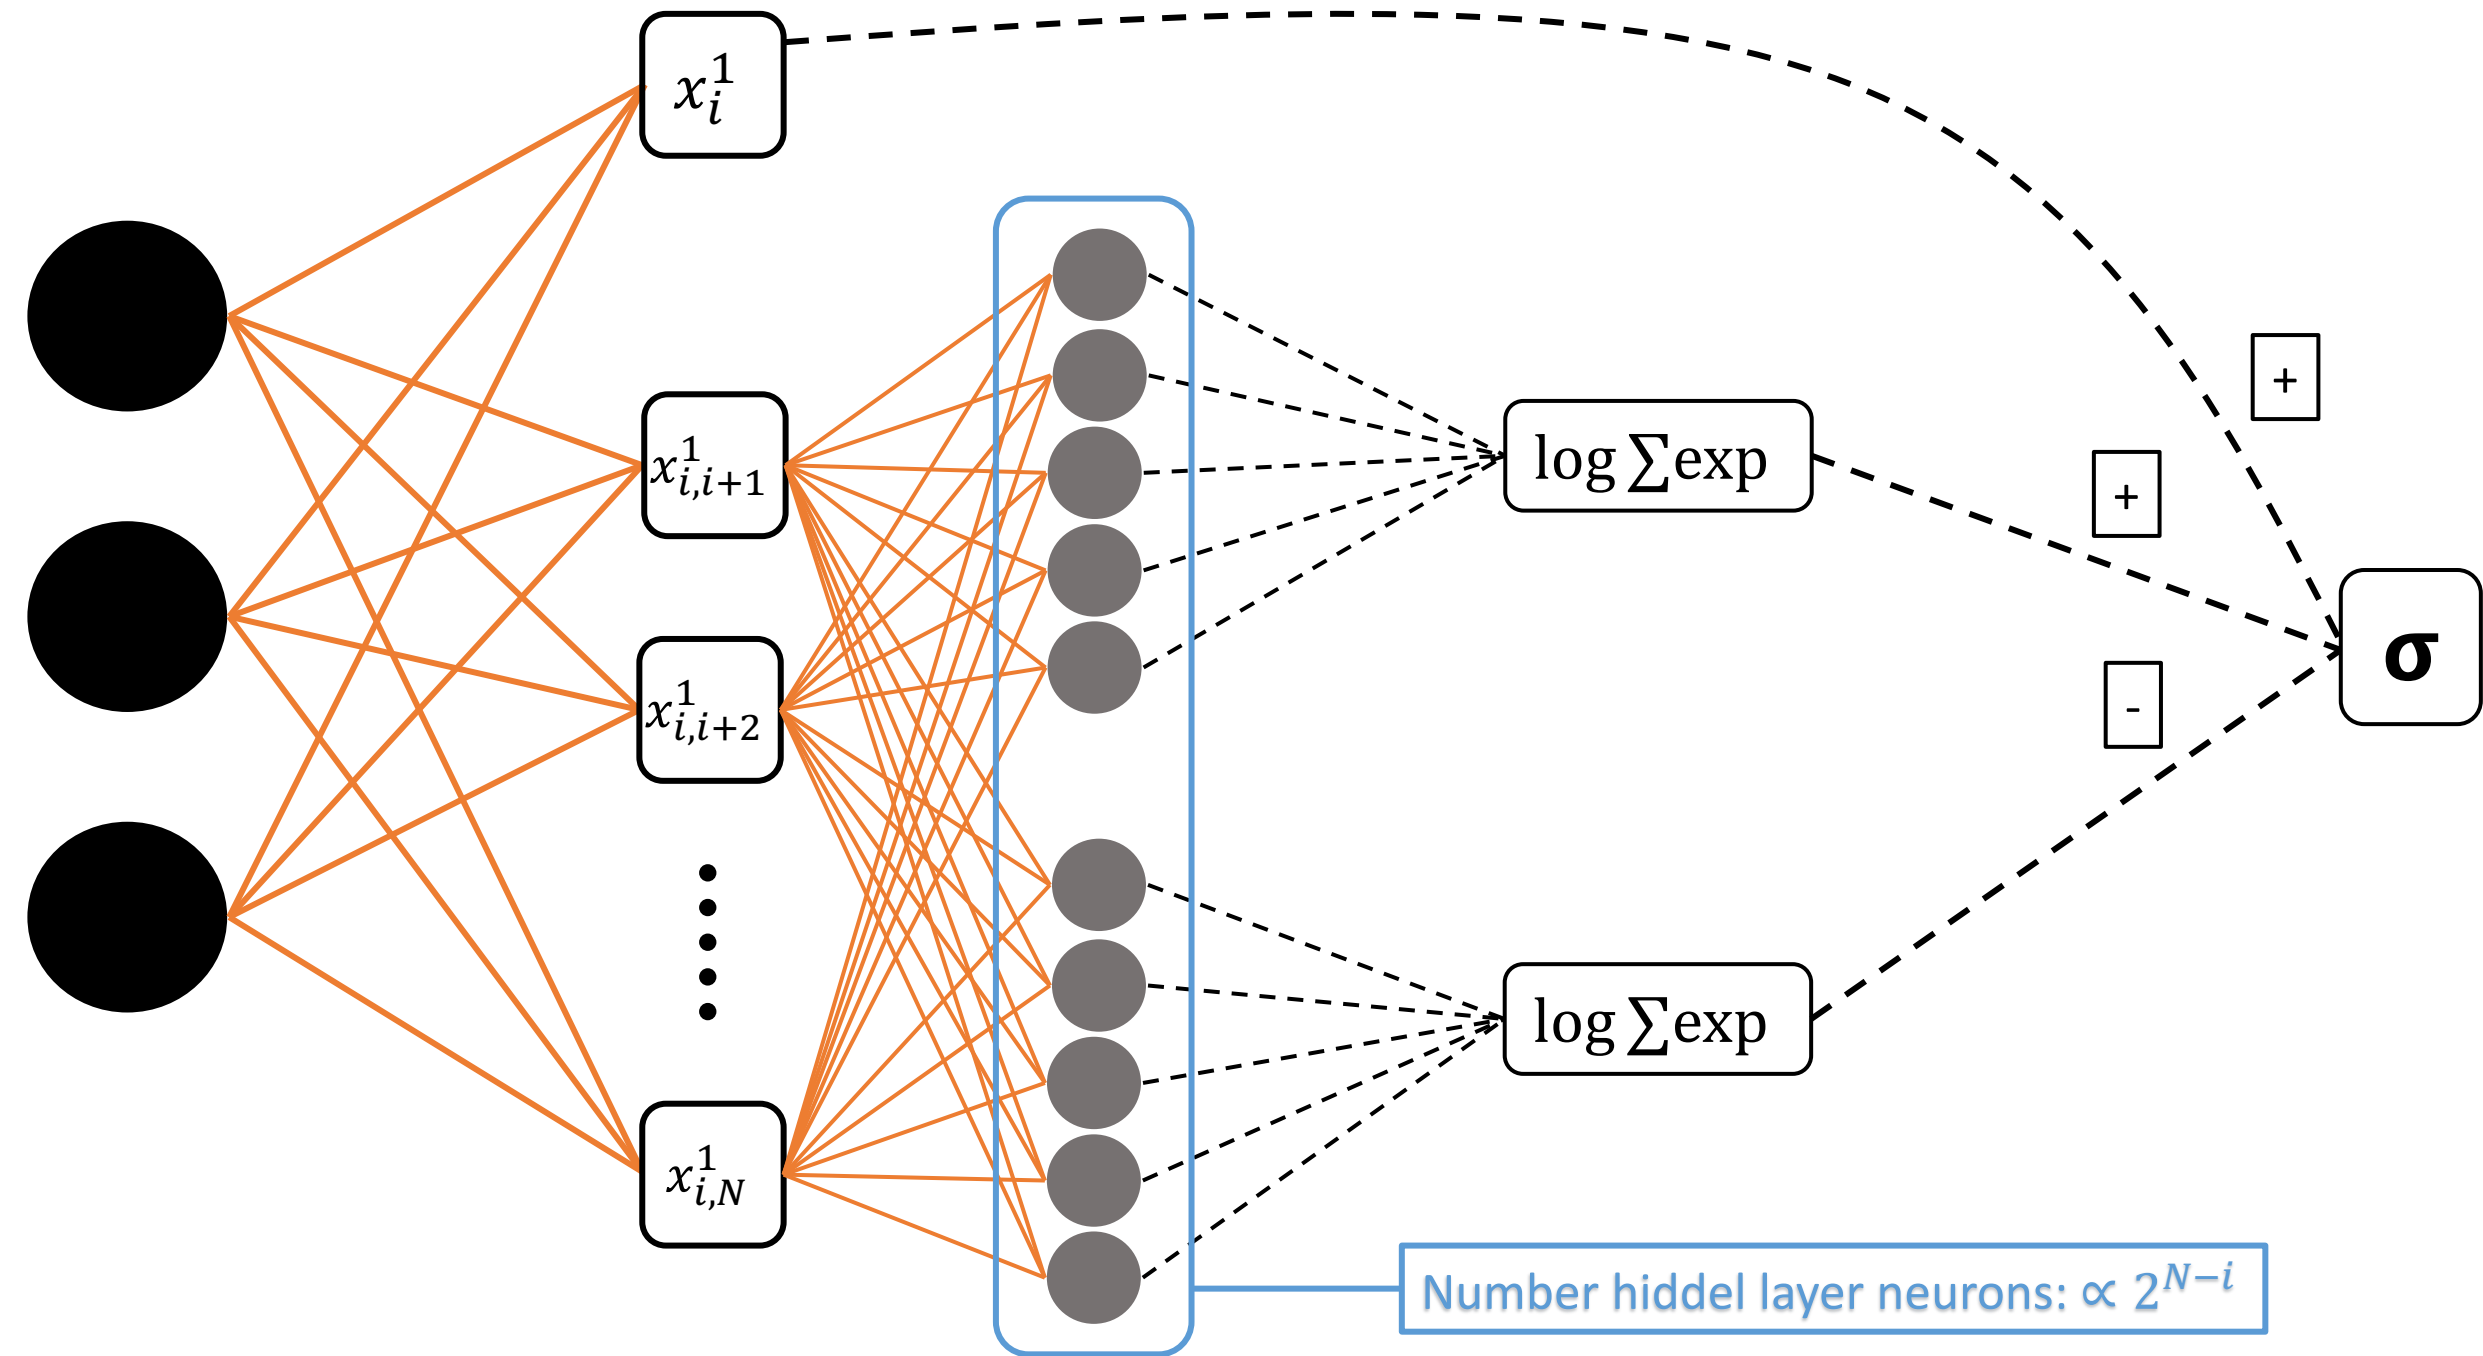 x_i^1
x_{i,i+1}^1
x_{i,i+2}^1
x_{i,N}^1
log ∑exp
log ∑exp
+
+
-
σ
Number hiddel layer neurons: ∝ 2^{N−i}